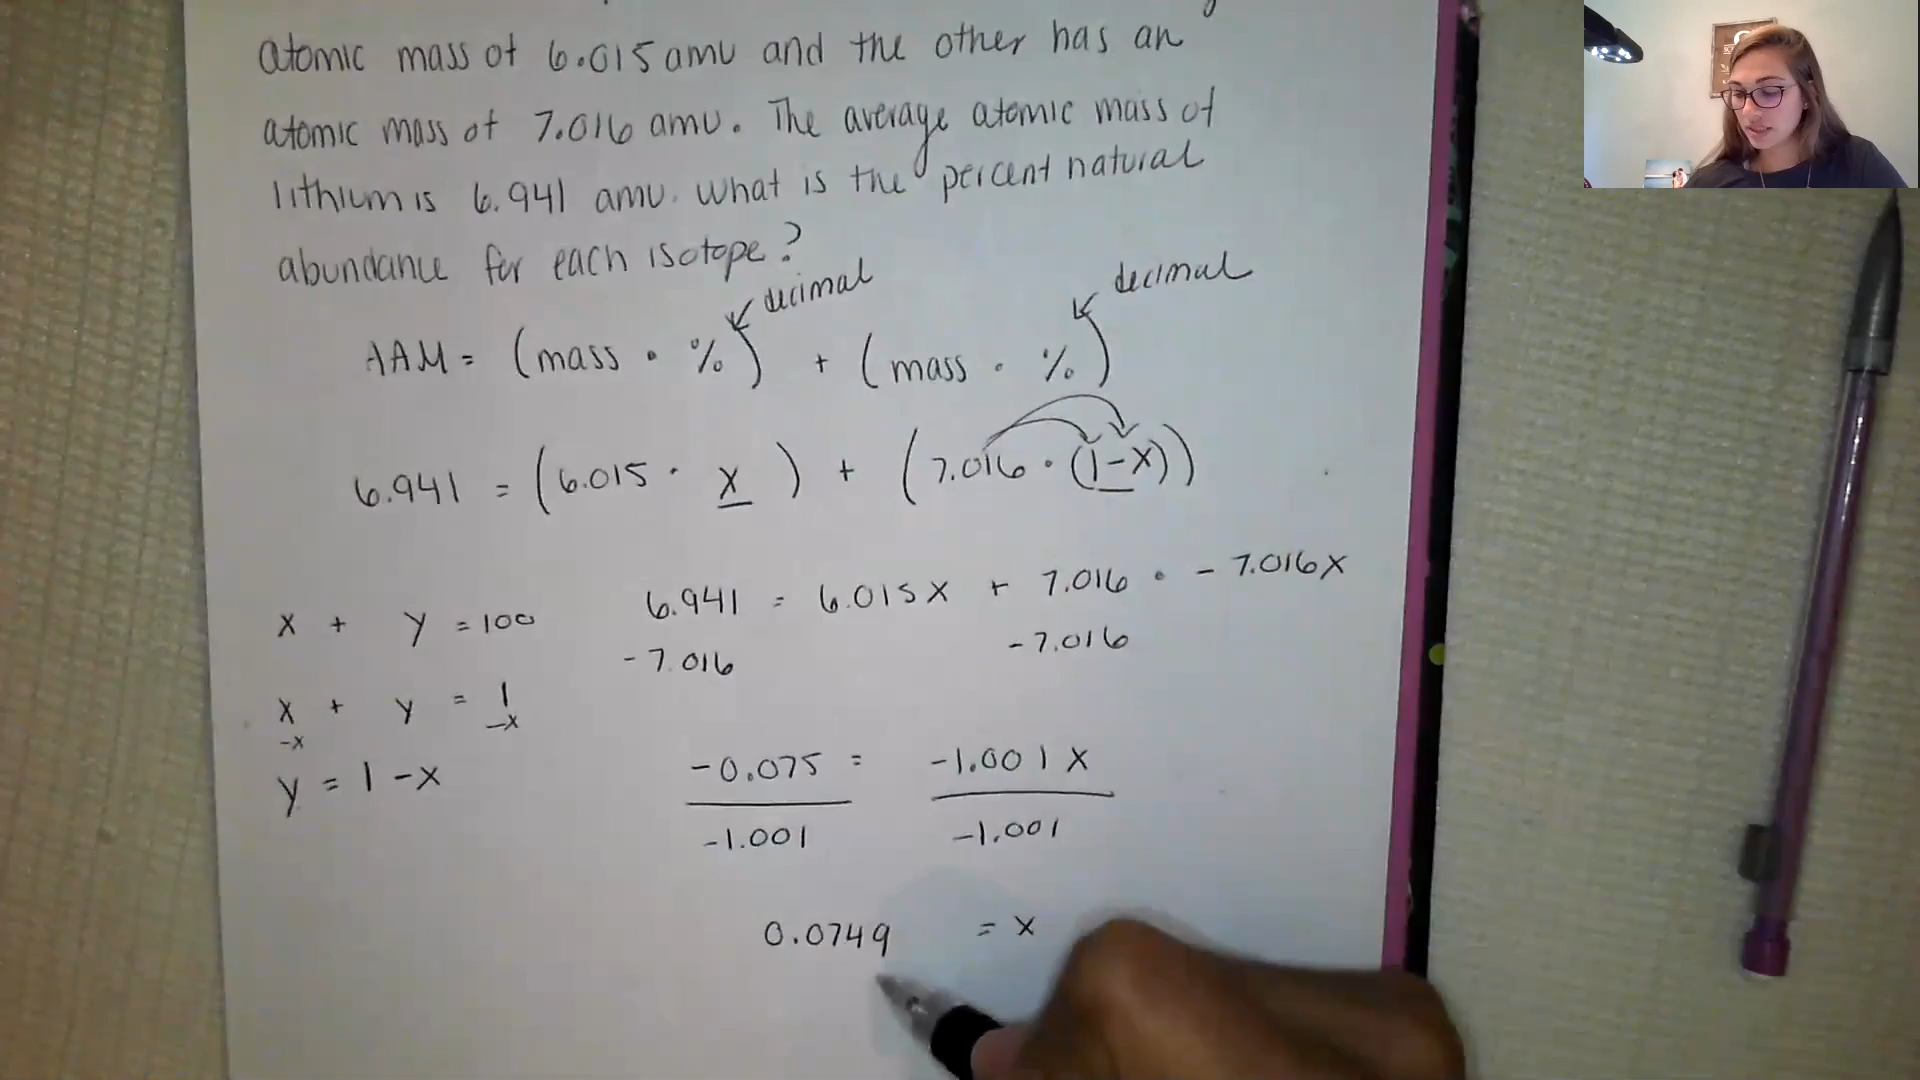 atomic mass of 6.015 amu and the other has an
atomic mass of 7.016 amu. The average atomic mass of
lithium is 6.941 amu. What is the percent natural
abundance for each isotope?
decimal decimal
AAM = (mass · %) + (mass · %)
6.941 = (6.015 · x) + (7.016 · (1-x))
6.941 = 6.015x + 7.016 · - 7.016x
-7.016 -7.016
x + y = 100
x + y = 1
-x -x
y = 1 - x
-0.075 = -1.001x
-1.001 -1.001
0.0749 = x